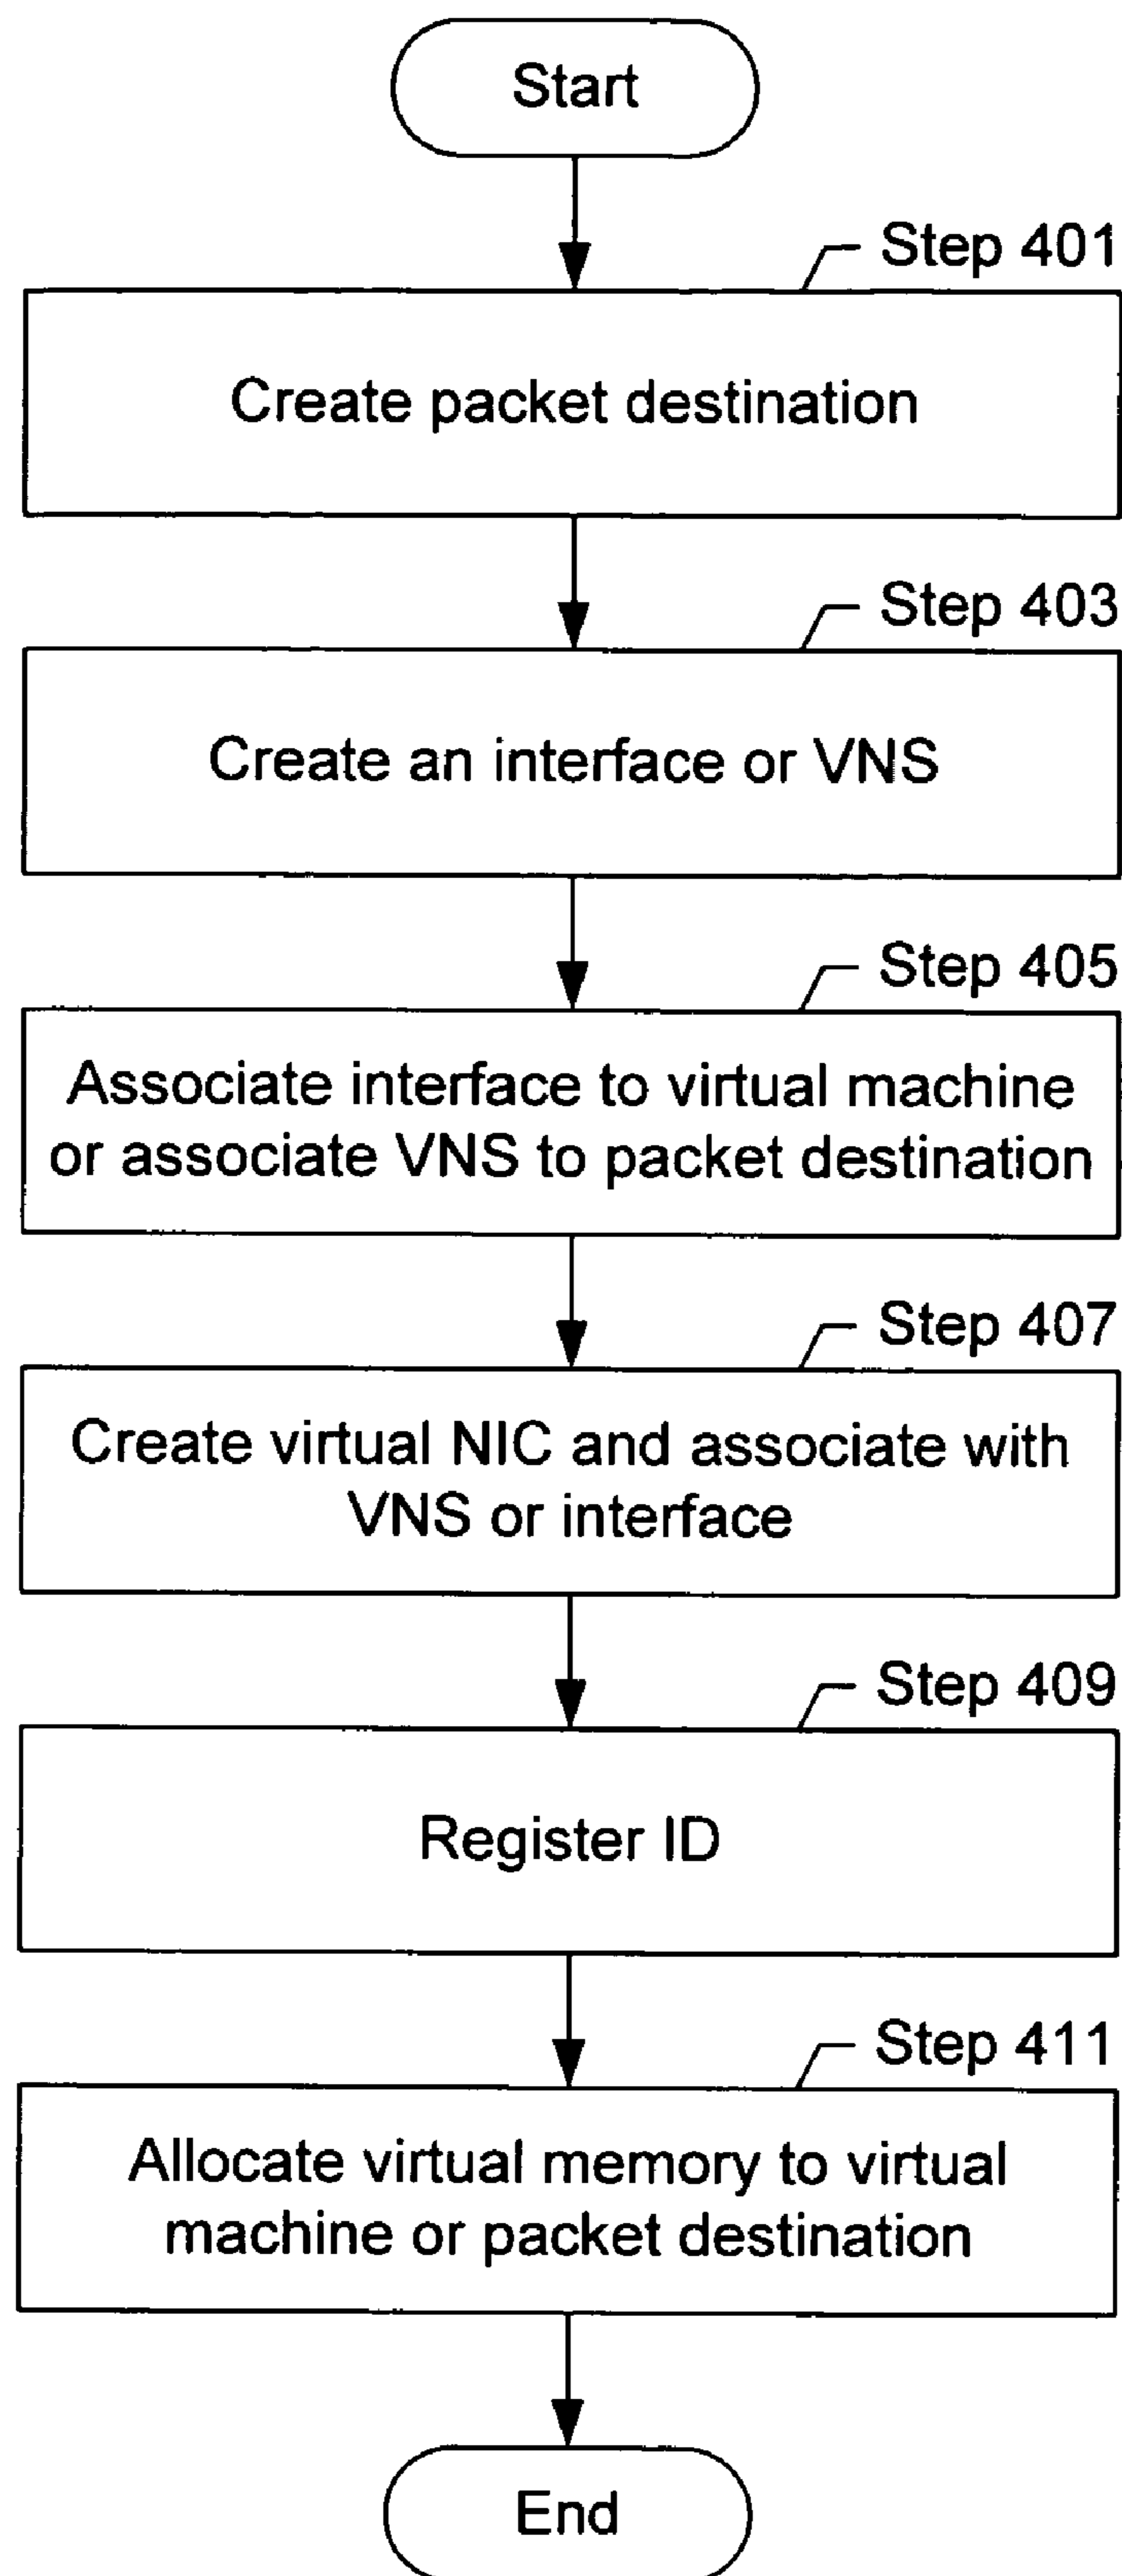 Start
Step 401
Create packet destination
Step 403
Create an interface or VNS
Step 405
Associate interface to virtual machine
or associate VNS to packet destination
Step 407
Create virtual NIC and associate with
VNS or interface
Step 409
Register ID
Step 411
Allocate virtual memory to virtual
machine or packet destination
End